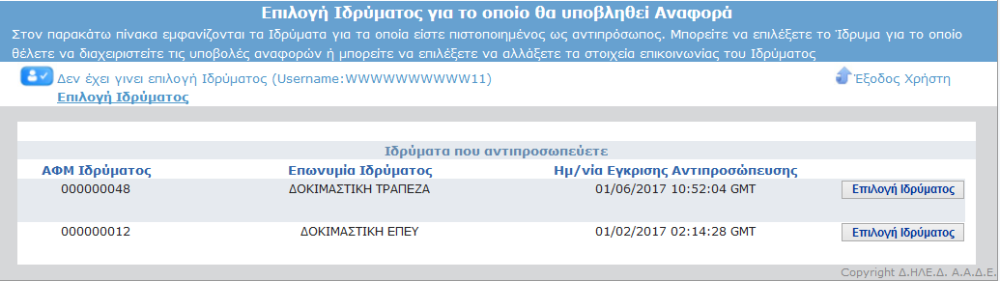 Επιλογή Ιδρύματος για το οποίο θα υποβληθεί Αναφορά
Στον παρακάτω πίνακα εμφανίζονται τα Ιδρύματα για τα οποία είστε πιστοποιημένος ως αντιπρόσωπος. Μπορείτε να επιλέξετε το Ίδρυμα για το οποίο
θέλετε να διαχειριστείτε τις υποβολές αναφορών ή μπορείτε να επιλέξετε να αλλάξετε τα στοιχεία επικοινωνίας του Ιδρύματος
Δεν έχει γινει επιλογή Ιδρύματος (Username:WWWWWWWWWWW11) Έξοδος Χρήστη
Επιλογή Ιδρύματος
Ιδρύματα που αντιπροσωπεύετε
ΑΦΜ Ιδρύματος Επωνυμία Ιδρύματος Ημ/νία Εγκρισης Αντιπροσώπευσης
000000048 ΔΟΚΙΜΑΣΤΙΚΗ ΤΡΑΠΕΖΑ 01/06/2017 10:52:04 GMT Επιλογή Ιδρύματος
000000012 ΔΟΚΙΜΑΣΤΙΚΗ ΕΠΕΥ 01/02/2017 02:14:28 GMT Επιλογή Ιδρύματος
Copyright Δ.ΗΛΕ.Δ. Α.Α.Δ.Ε.